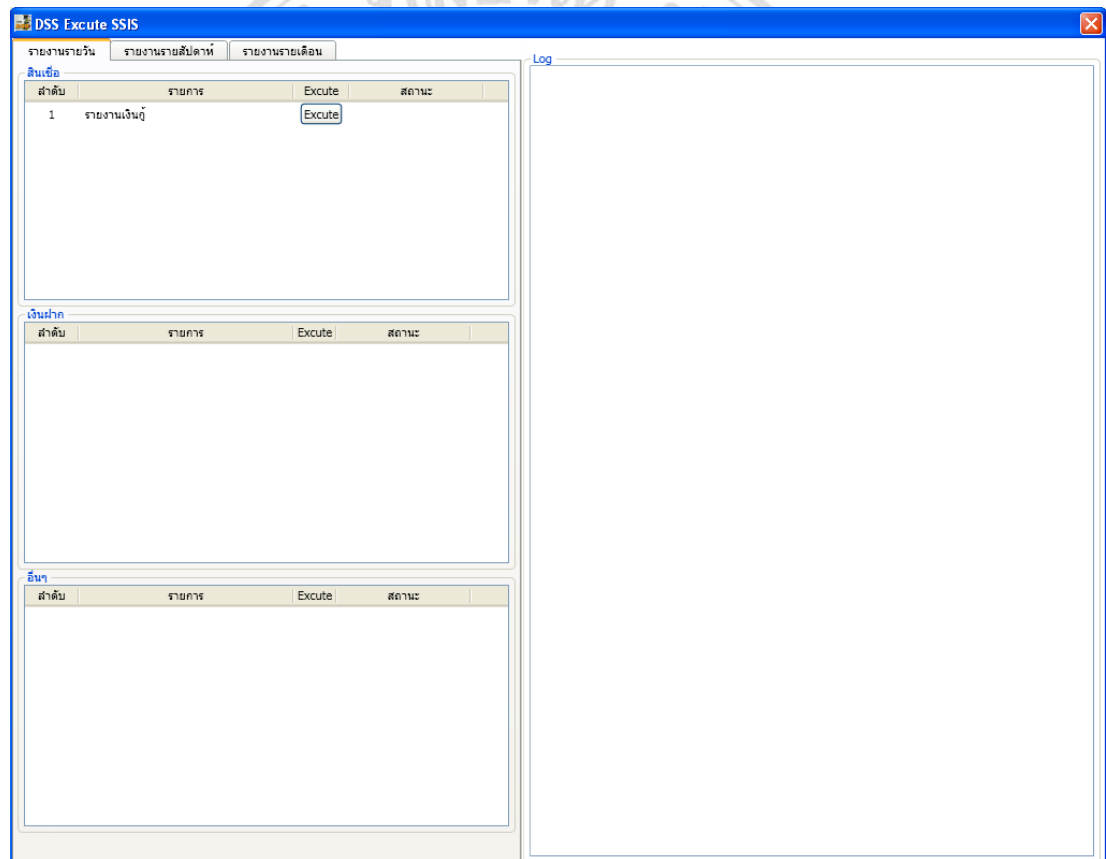 DSS Excute SSIS
รายงานรายวัน รายงานรายสัปดาห์ รายงานรายเดือน
สินเชื่อ
ลำดับ รายการ Excute สถานะ
1 รายงานเงินกู้ Excute
เงินฝาก
ลำดับ รายการ Excute สถานะ
อื่นๆ
ลำดับ รายการ Excute สถานะ
Log